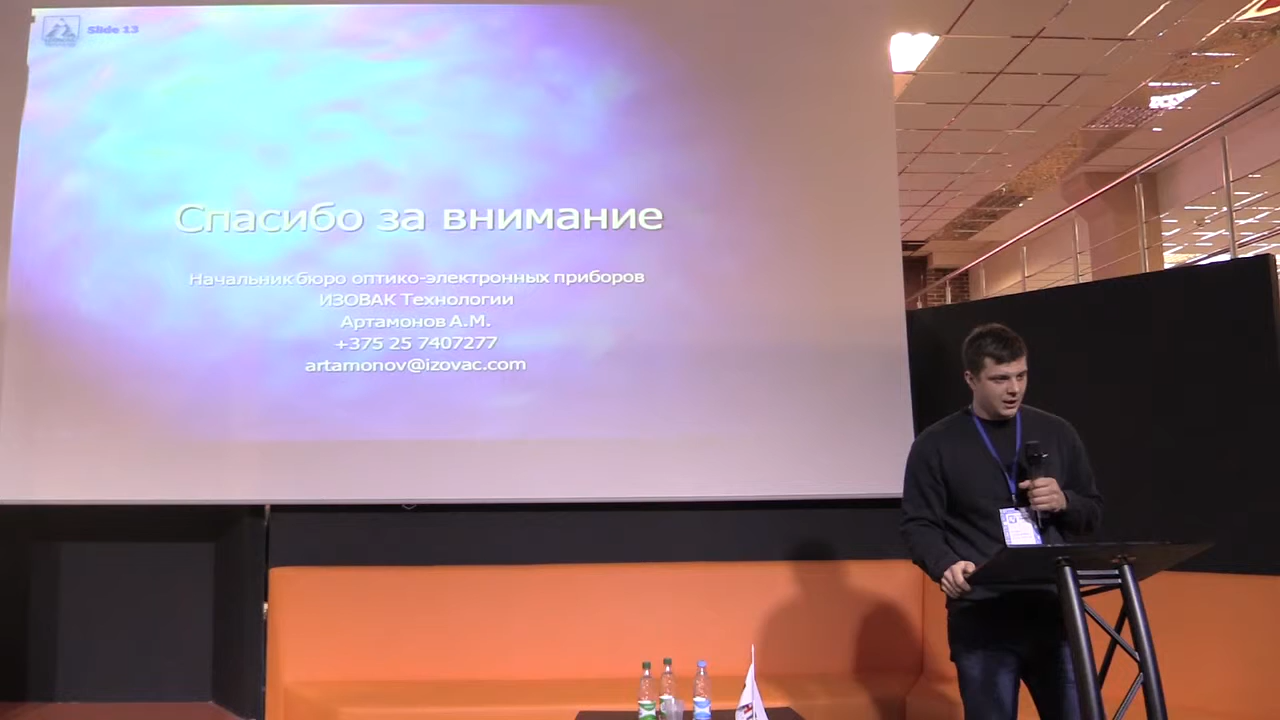 Slide 13
Спасибо за внимание
Начальник бюро оптико-электронных приборов
ИЗОВАК Технологии
Артамонов А.М.
+375 25 7407277
artamonov@izovac.com